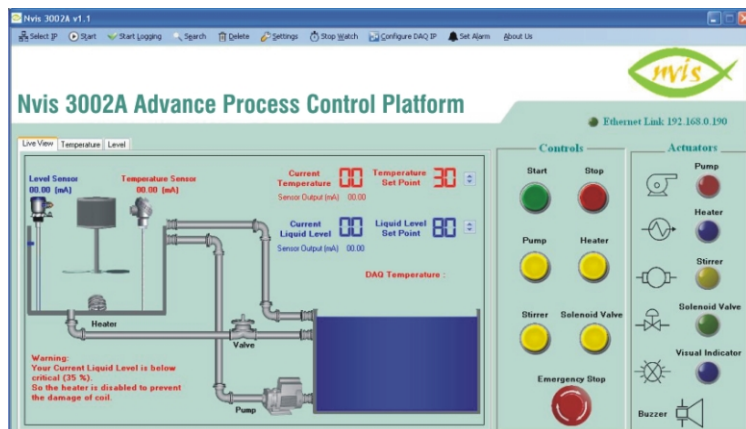 Nvis 3002A v1.1
Select IP Start Start Logging Search Delete Settings Stop Watch Configure DAQ IP Set Alarm About Us
nvis
Nvis 3002A Advance Process Control Platform
Ethernet Link 192.168.0.190
Live View Temperature Level
Level Sensor
00.00 (mA)
Temperature Sensor
00.00 (mA)
Current Temperature 00
Sensor Output (mA) 00.00
Temperature Set Point 30
Current Liquid Level 00
Sensor Output (mA) 00.00
Liquid Level Set Point 80
DAQ Temperature :
Heater
Valve
Pump
Warning:
Your Current Liquid Level is below
critical (35 %).
So the heater is disabled to prevent
the damage of coil.
Controls
Start Stop
Pump Heater
Stirrer Solenoid Valve
Emergency Stop
Actuators
Pump
Heater
Stirrer
Solenoid Valve
Visual Indicator
Buzzer